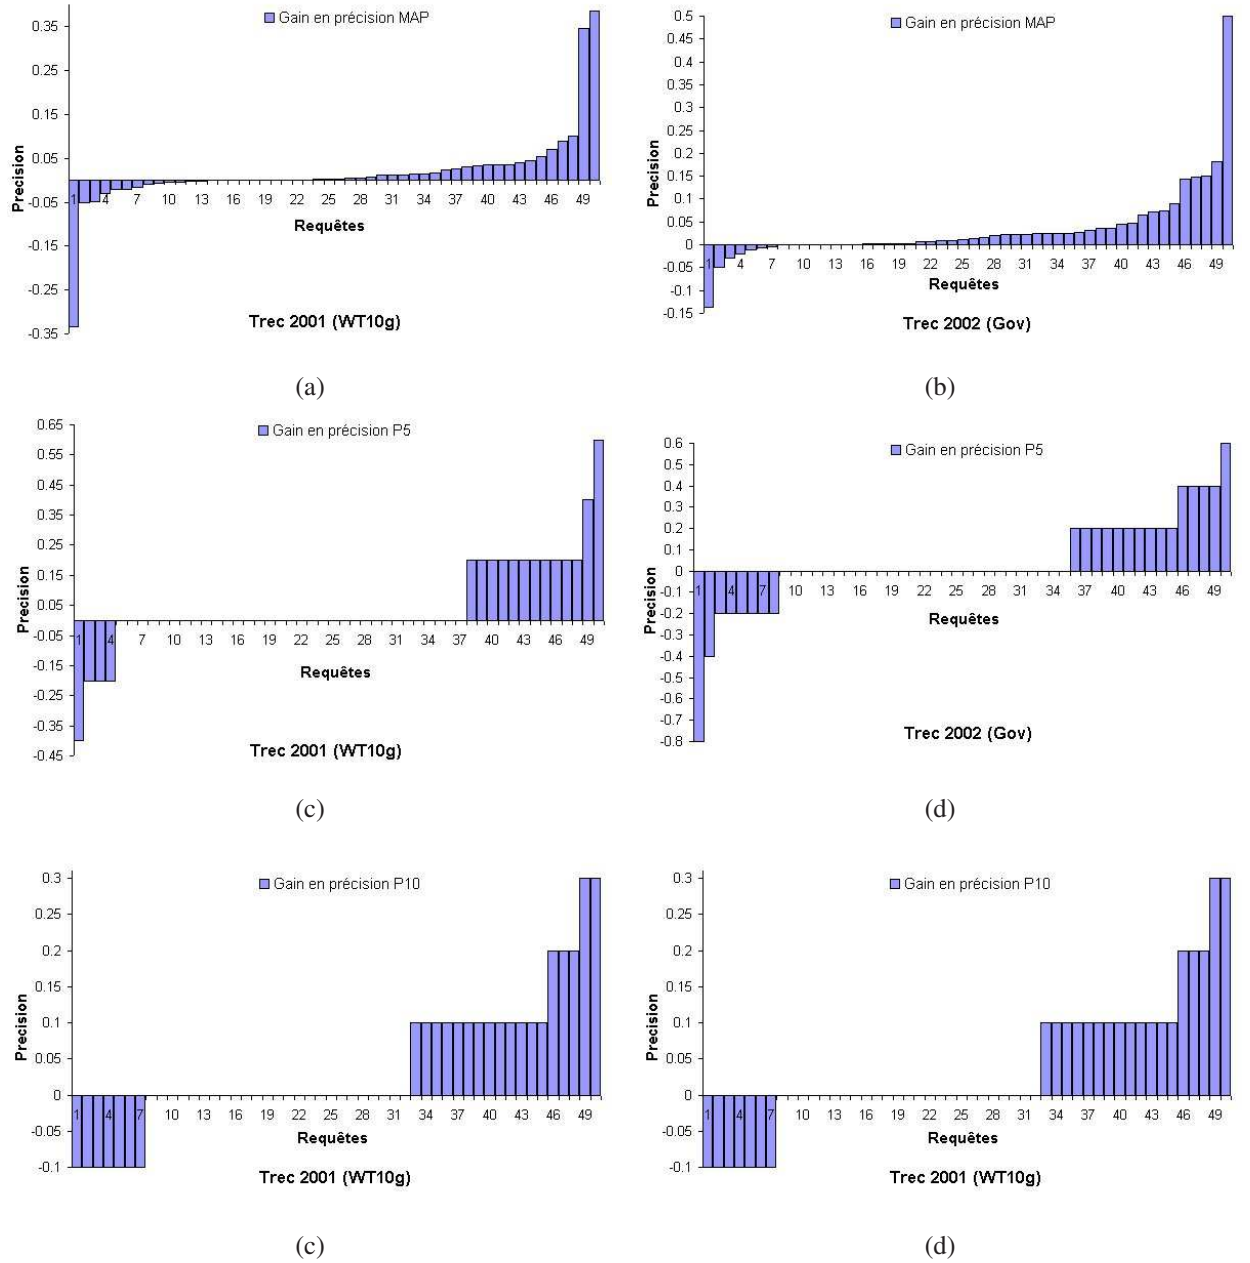 Gain en précision MAP
0.35
0.25
0.15
0.05
-0.05
-0.15
-0.25
-0.35
Precision
1 4 7 10 13 16 19 22 25 28 31 34 37 40 43 46 49
Requêtes
Trec 2001 (WT10g)
(a)
Gain en précision MAP
0.5
0.45
0.4
0.35
0.3
0.25
0.2
0.15
0.1
0.05
0
-0.05
-0.1
-0.15
Precision
1 4 7 10 13 16 19 22 25 28 31 34 37 40 43 46 49
Requêtes
Trec 2002 (Gov)
(b)
Gain en précision P5
0.65
0.55
0.45
0.35
0.25
0.15
0.05
-0.05
-0.15
-0.25
-0.35
-0.45
Precision
1 4 7 10 13 16 19 22 25 28 31 34 37 40 43 46 49
Requêtes
Trec 2001 (WT10g)
(c)
Gain en précision P5
0.6
0.5
0.4
0.3
0.2
0.1
0
-0.1
-0.2
-0.3
-0.4
-0.5
-0.6
-0.7
-0.8
Precision
1 4 7 10 13 16 19 22 25 28 31 34 37 40 43 46 49
Requêtes
Trec 2002 (Gov)
(d)
Gain en précision P10
0.3
0.25
0.2
0.15
0.1
0.05
0
-0.05
-0.1
Precision
1 4 7 10 13 16 19 22 25 28 31 34 37 40 43 46 49
Requêtes
Trec 2001 (WT10g)
(c)
Gain en précision P10
0.3
0.25
0.2
0.15
0.1
0.05
0
-0.05
-0.1
Precision
1 4 7 10 13 16 19 22 25 28 31 34 37 40 43 46 49
Requêtes
Trec 2001 (WT10g)
(d)